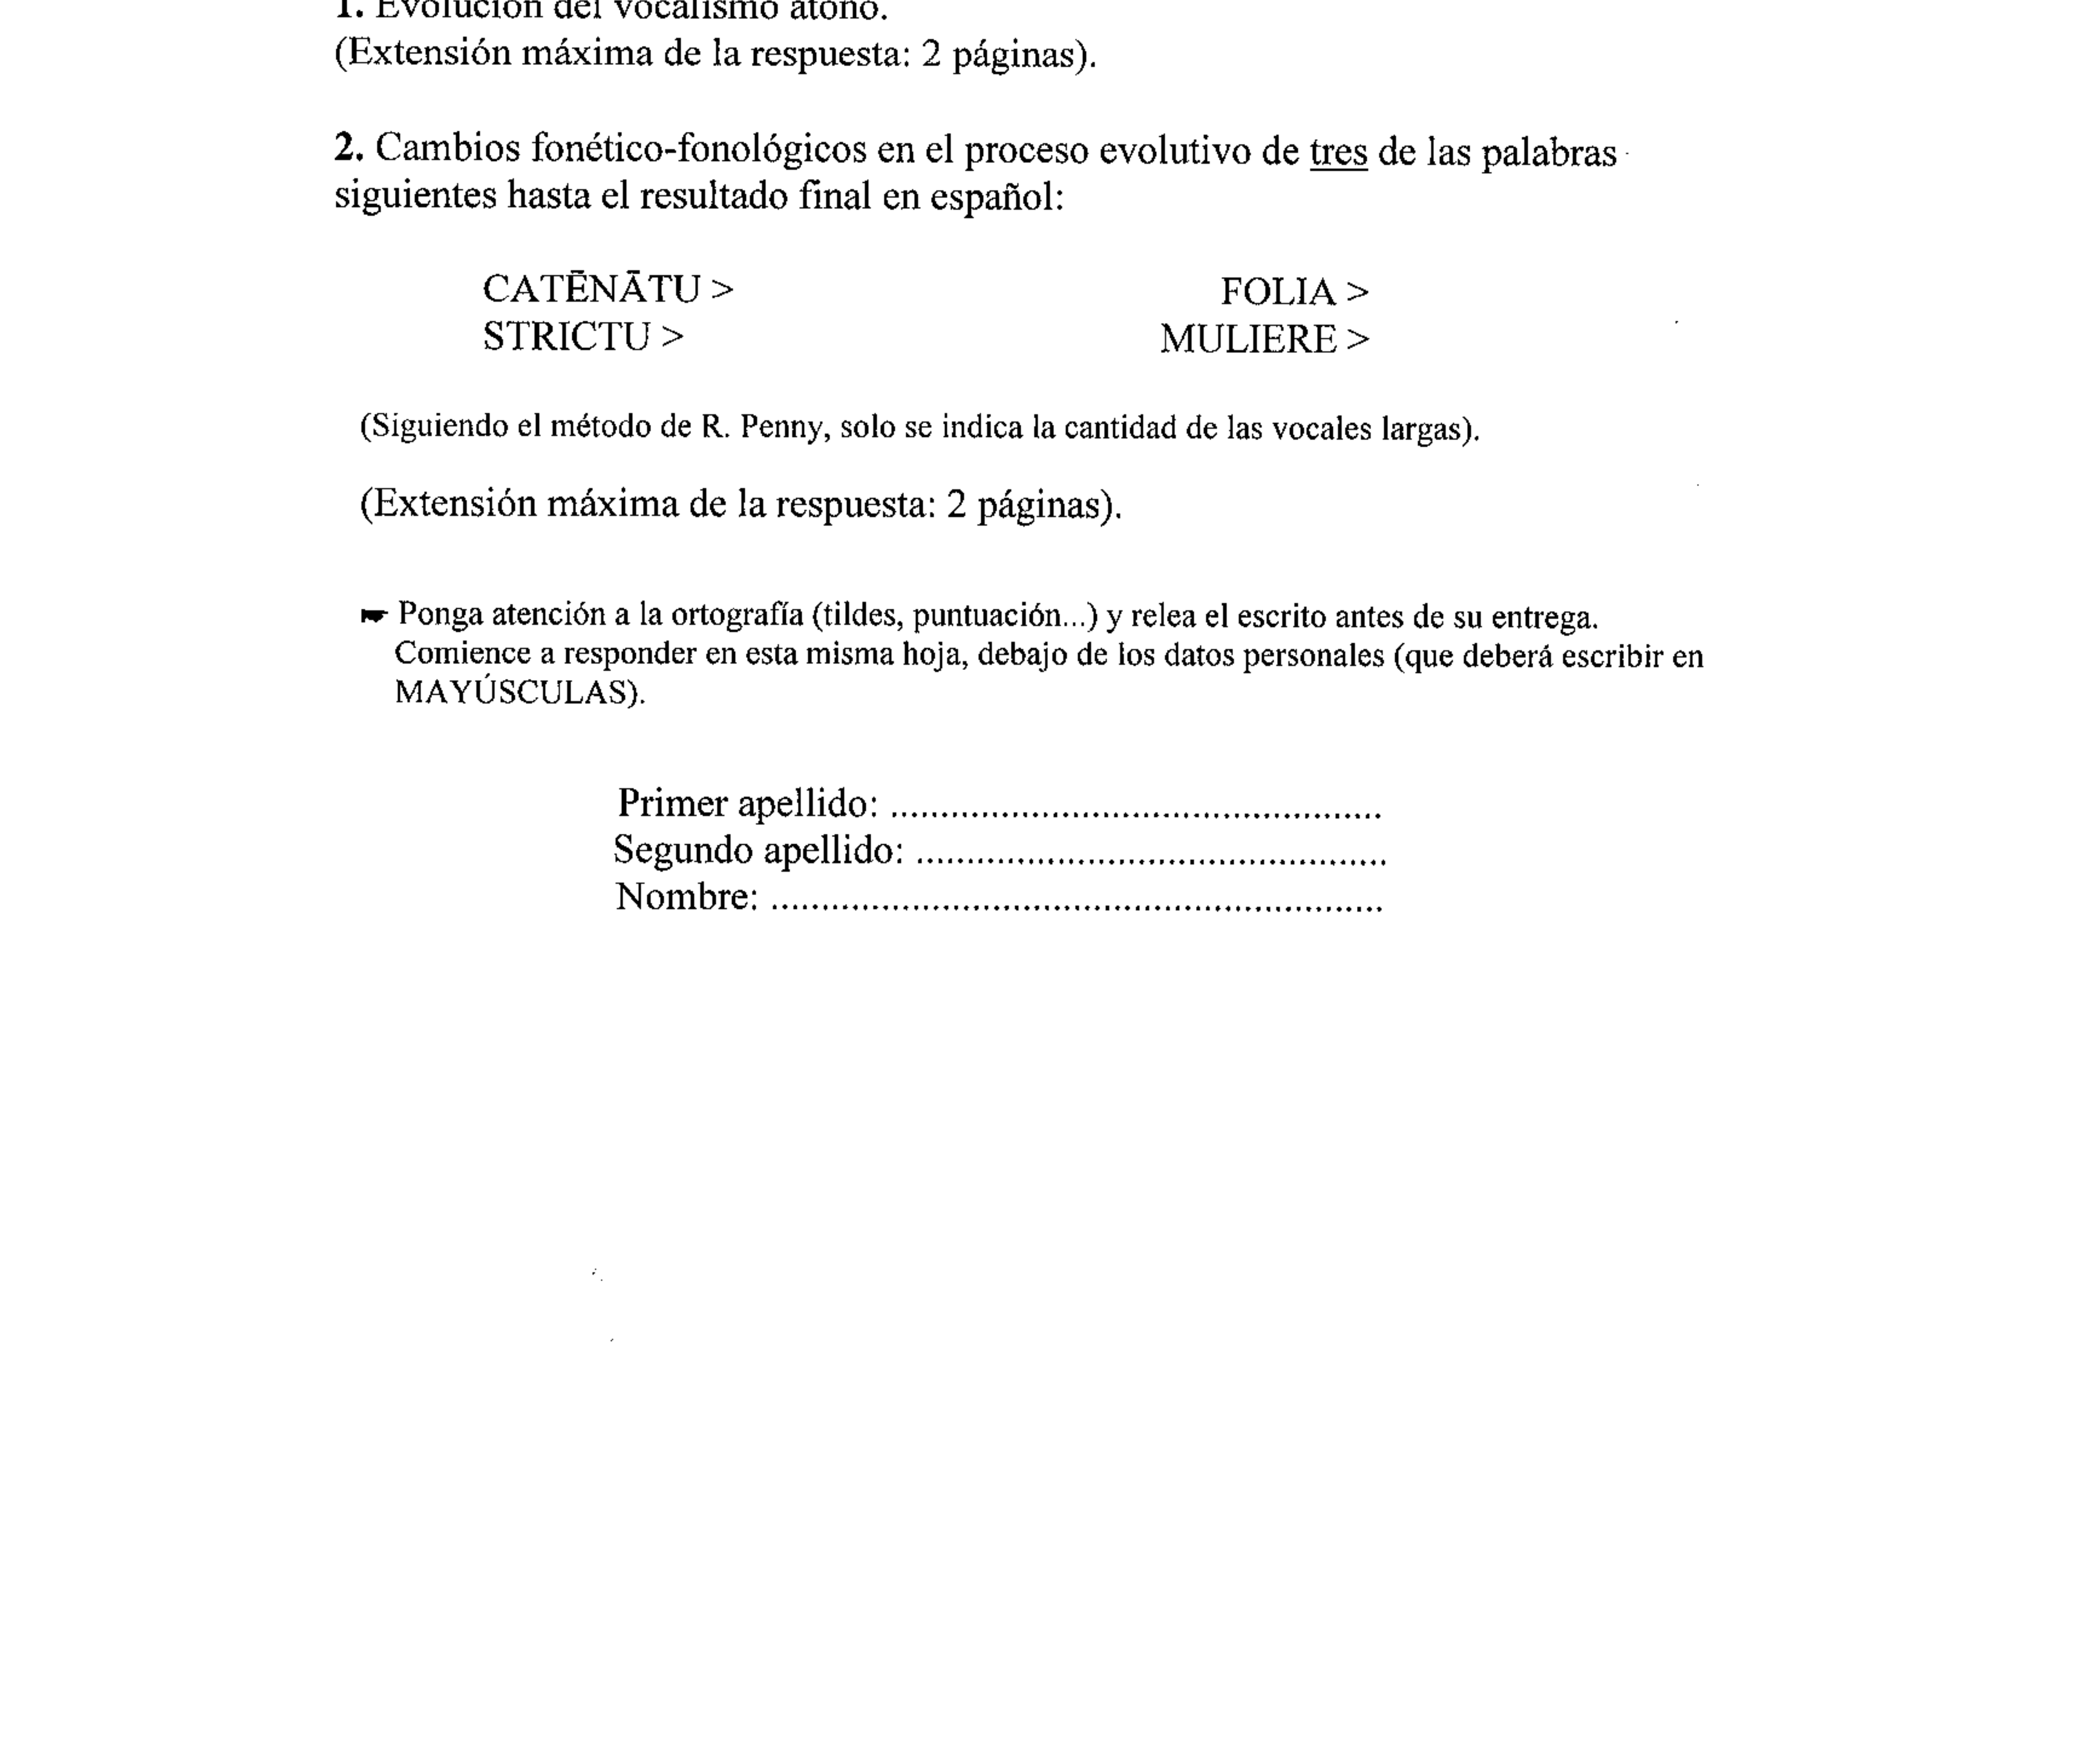 1. Evolución del vocalismo átono.
(Extensión máxima de la respuesta: 2 páginas).
2. Cambios fonético-fonológicos en el proceso evolutivo de tres de las palabras
siguientes hasta el resultado final en español:
CATĒNĀTU > FOLIA >
STRICTU > MULIERE >
(Siguiendo el método de R. Penny, solo se indica la cantidad de las vocales largas).
(Extensión máxima de la respuesta: 2 páginas).
☛ Ponga atención a la ortografía (tildes, puntuación...) y relea el escrito antes de su entrega.
Comience a responder en esta misma hoja, debajo de los datos personales (que deberá escribir en
MAYÚSCULAS).
Primer apellido: ................................................
Segundo apellido: ..............................................
Nombre: ............................................................